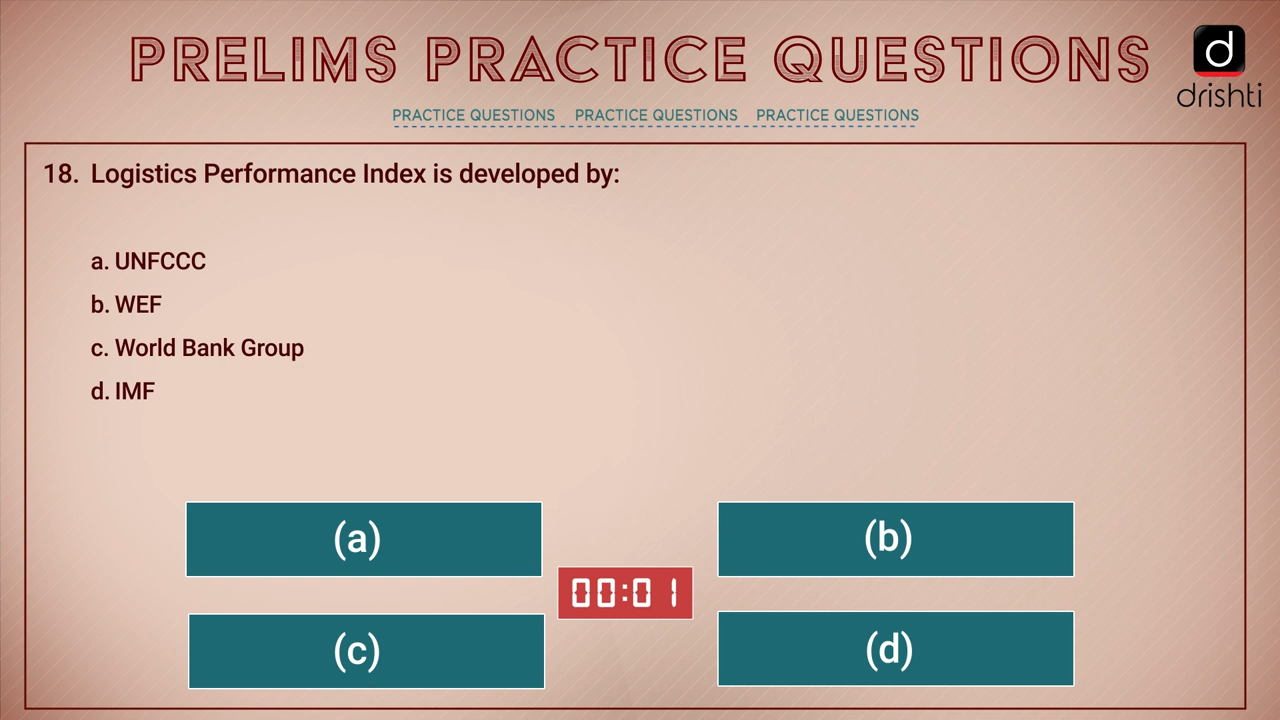 PRELIMS PRACTICE QUESTIONS
d
drishti
PRACTICE QUESTIONS PRACTICE QUESTIONS PRACTICE QUESTIONS
18. Logistics Performance Index is developed by:
a. UNFCCC
b. WEF
c. World Bank Group
d. IMF
(a)
(b)
00:01
(c)
(d)